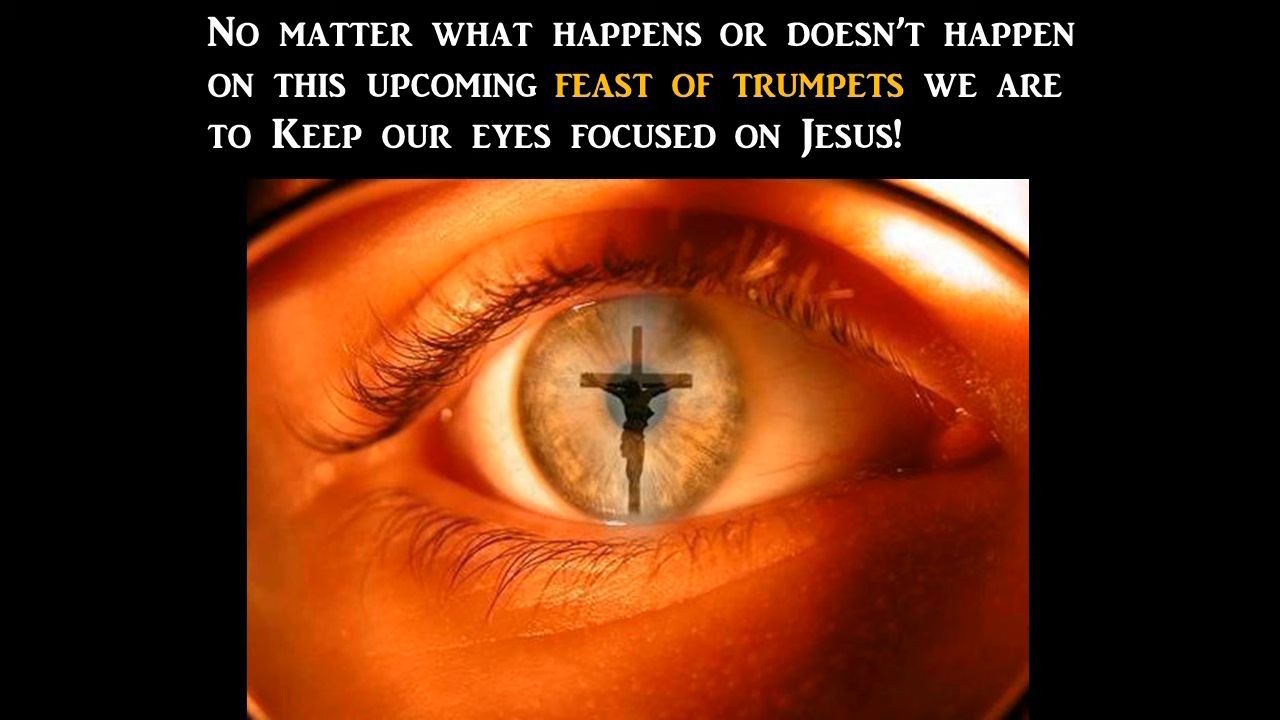 No matter what happens or doesn't happen
on this upcoming feast of trumpets we are
to Keep our eyes focused on Jesus!